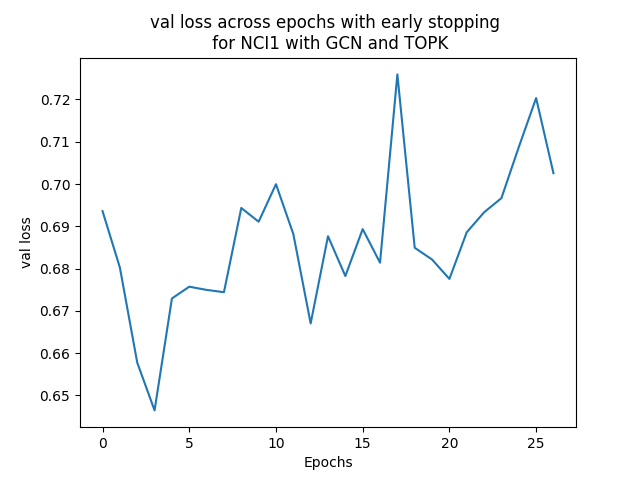 val loss across epochs with early stopping
for NCI1 with GCN and TOPK
val loss
0.72
0.71
0.70
0.69
0.68
0.67
0.66
0.65
0 5 10 15 20 25
Epochs